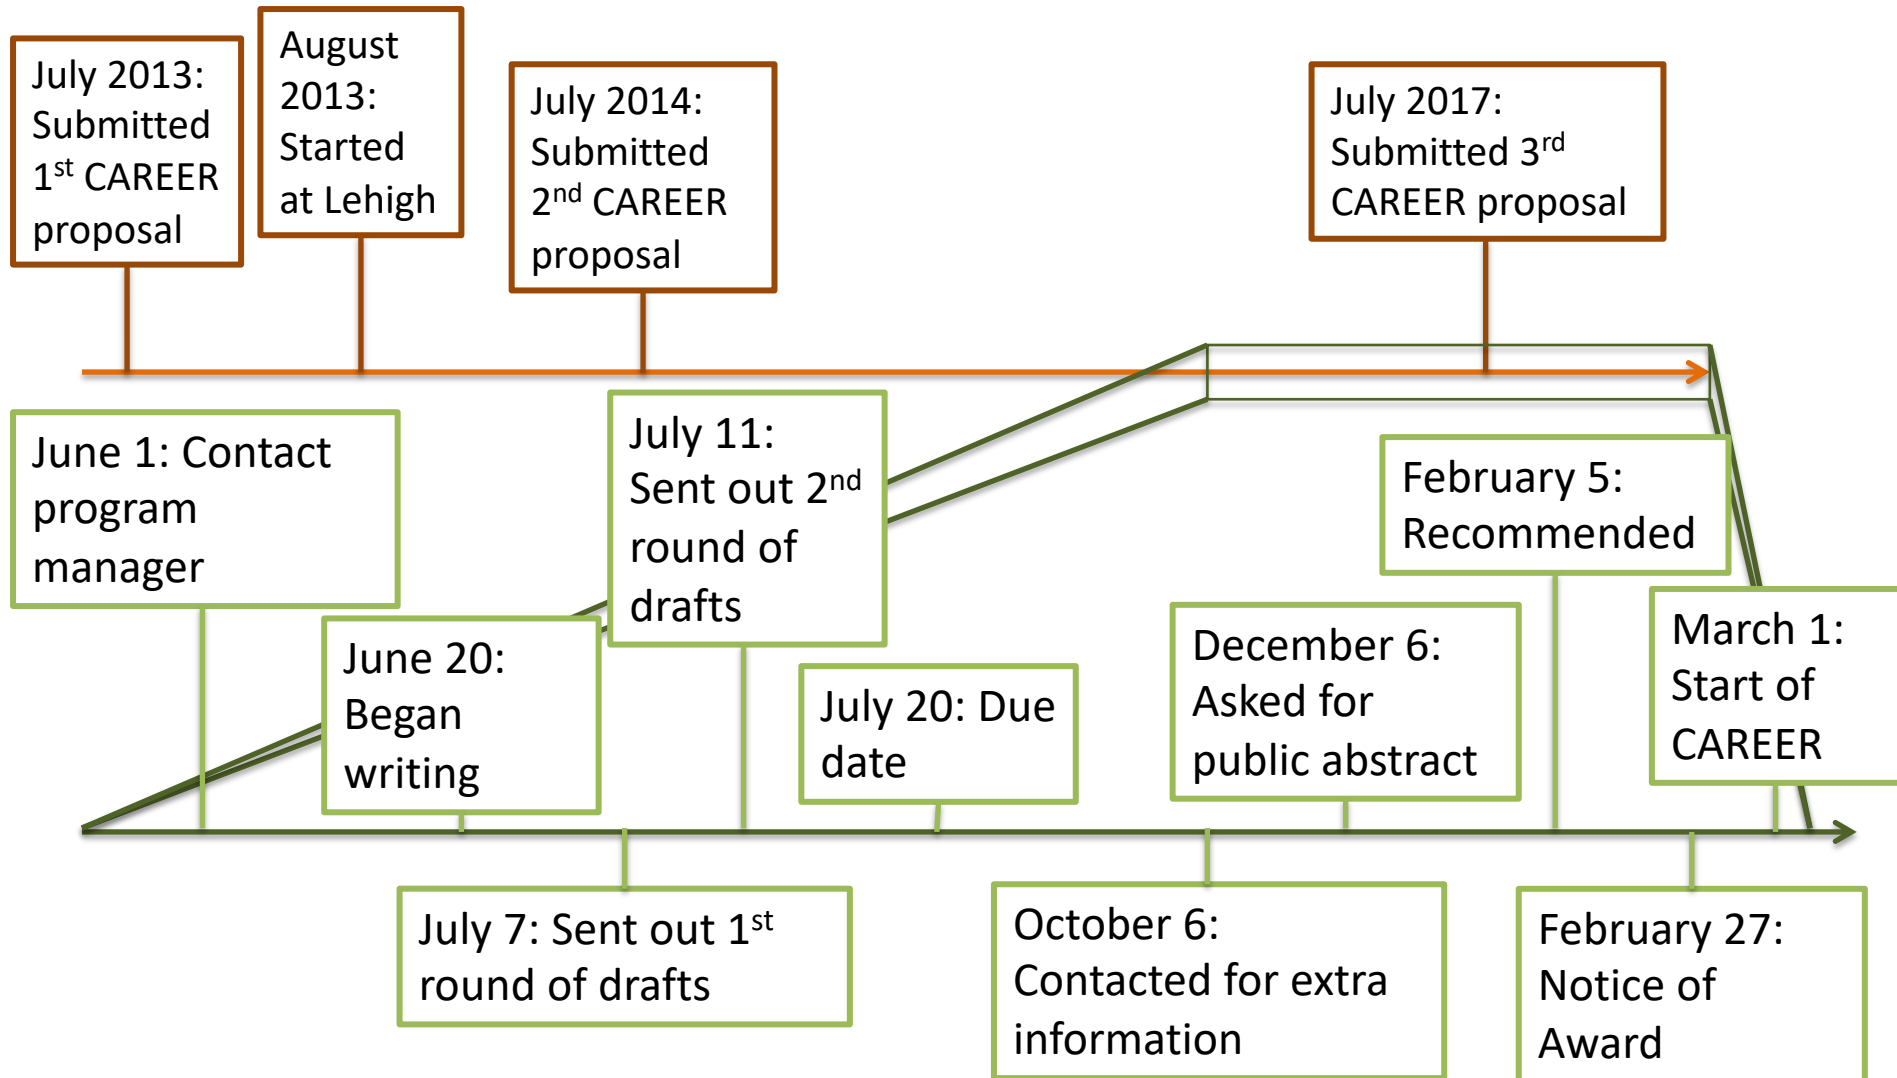 July 2013:
Submitted
1st CAREER
proposal
August
2013:
Started
at Lehigh
July 2014:
Submitted
2nd CAREER
proposal
July 2017:
Submitted 3rd
CAREER proposal
June 1: Contact
program
manager
June 20:
Began
writing
July 7: Sent out 1st
round of drafts
July 11:
Sent out 2nd
round of
drafts
July 20: Due
date
October 6:
Contacted for extra
information
December 6:
Asked for
public abstract
February 5:
Recommended
February 27:
Notice of
Award
March 1:
Start of
CAREER